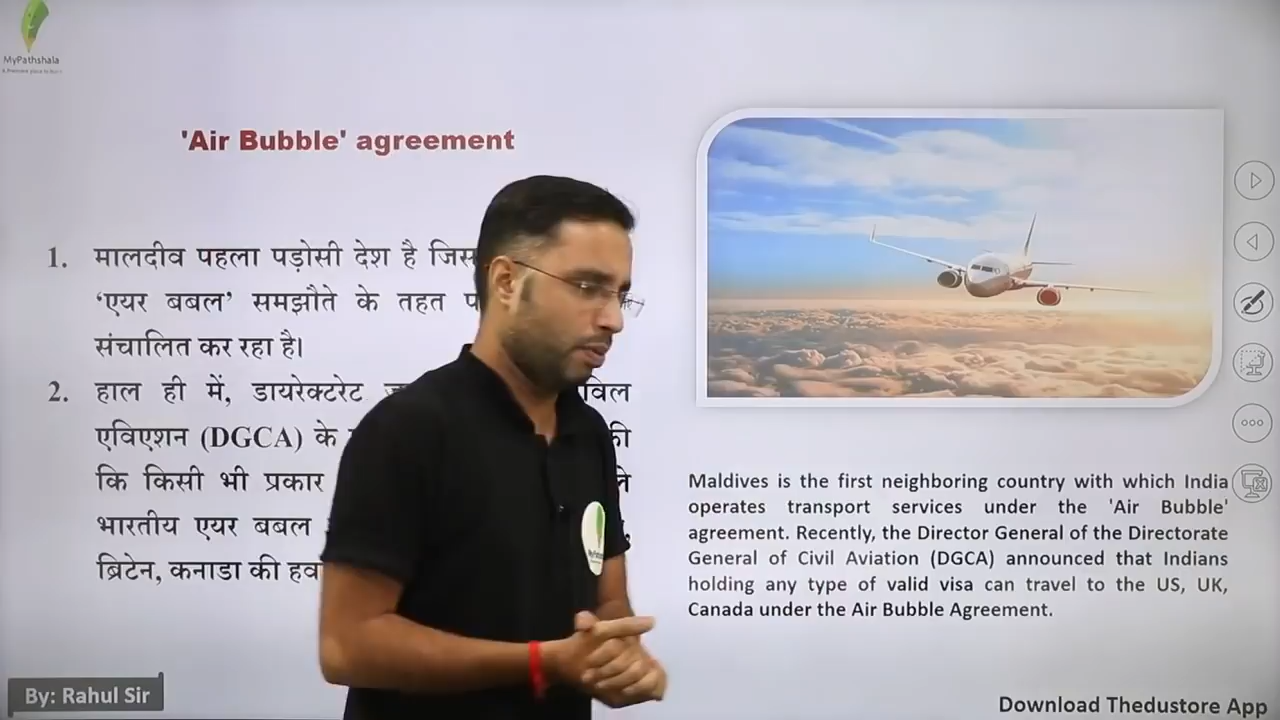 MyPathshala
'Air Bubble' agreement
1. मालदीव पहला पड़ोसी देश है
'एयर बबल' समझौते के तहत
संचालित कर रहा है।
2. हाल ही में, डायरेक्टरेट
एविएशन (DGCA) के
कि किसी भी प्रकार
भारतीय एयर बबल
ब्रिटेन, कनाडा की
Maldives is the first neighboring country with which India
operates transport services under the 'Air Bubble'
agreement. Recently, the Director General of the Directorate
General of Civil Aviation (DGCA) announced that Indians
holding any type of valid visa can travel to the US, UK,
Canada under the Air Bubble Agreement.
MyPathshala
By: Rahul Sir
Download Thedustore App